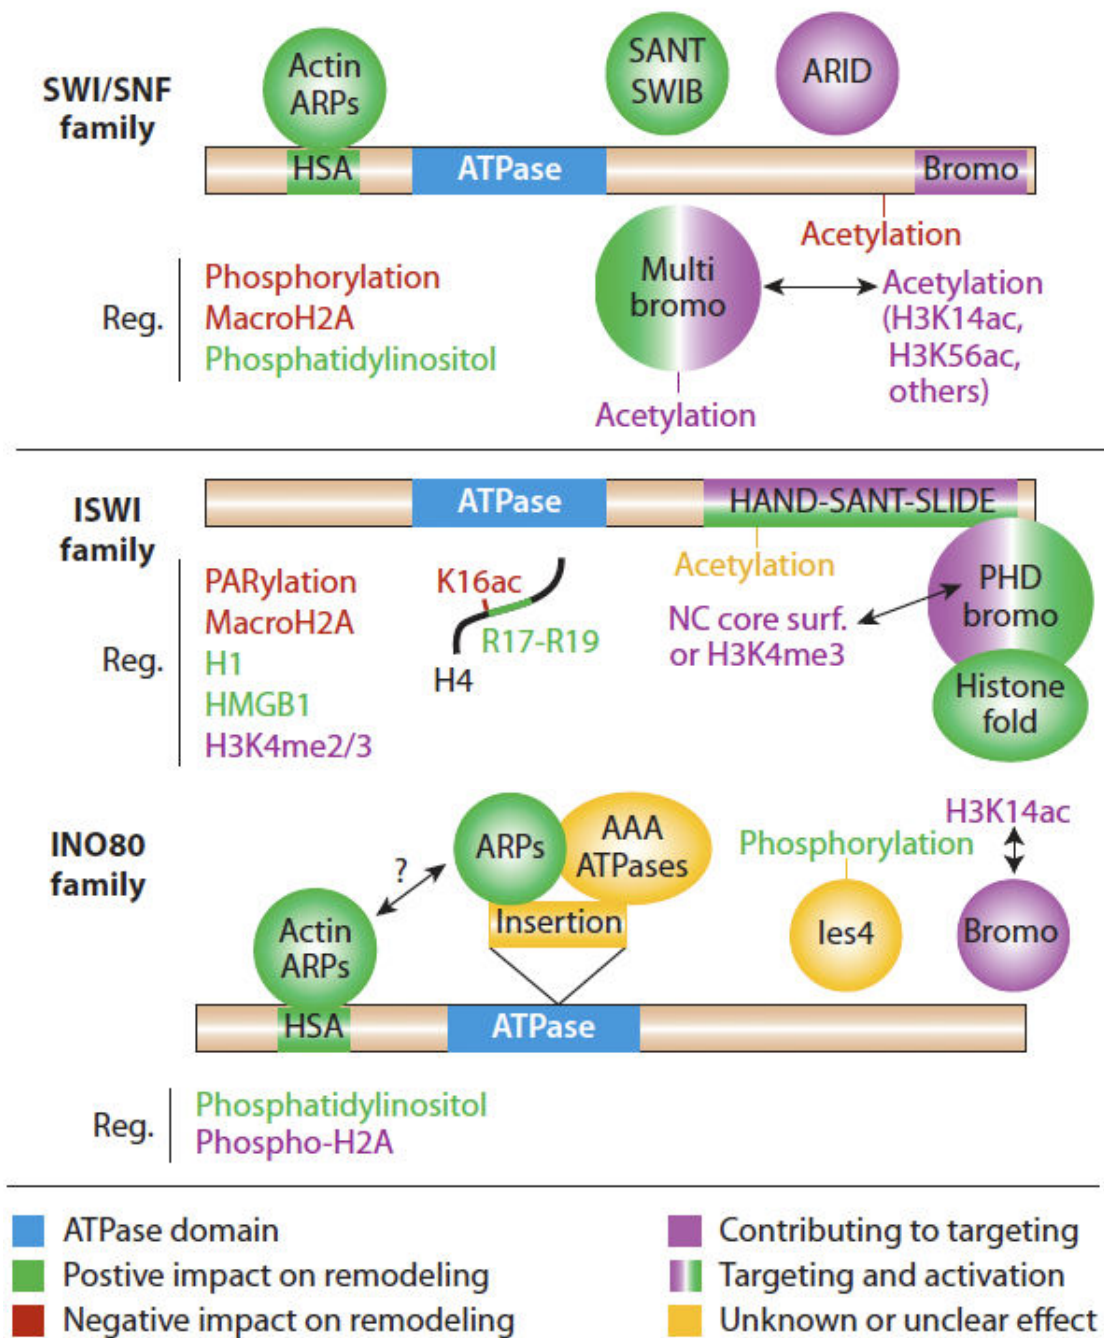 SWI/SNF
family
Actin
ARPs
SANT
SWIB
ARID
HSA
ATPase
Bromo
Acetylation
Reg.
Phosphorylation
MacroH2A
Phosphatidylinositol
Multi
bromo
Acetylation
(H3K14ac,
H3K56ac,
others)
Acetylation
ISWI
family
ATPase
HAND-SANT-SLIDE
Acetylation
Reg.
PARylation
MacroH2A
H1
HMGB1
H3K4me2/3
K16ac
R17-R19
H4
NC core surf.
or H3K4me3
PHD
bromo
Histone
fold
INO80
family
Actin
ARPs
?
ARPs
AAA
ATPases
Insertion
Phosphorylation
Ies4
H3K14ac
Bromo
HSA
ATPase
Reg.
Phosphatidylinositol
Phospho-H2A
ATPase domain
Postive impact on remodeling
Negative impact on remodeling
Contributing to targeting
Targeting and activation
Unknown or unclear effect